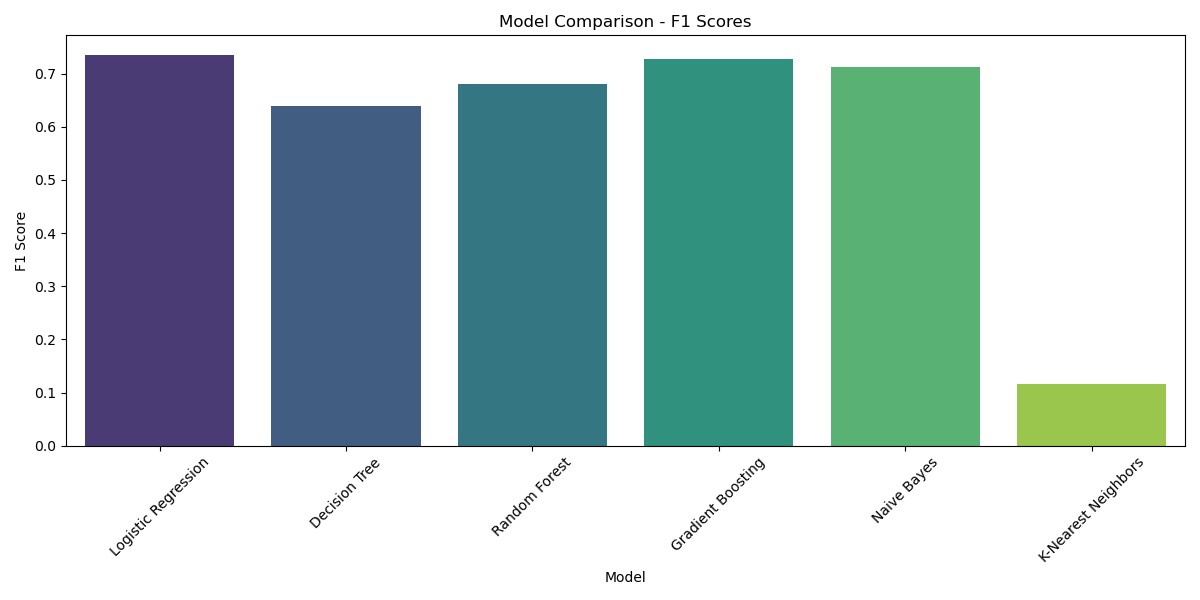 Model Comparison - F1 Scores
F1 Score
0.7
0.6
0.5
0.4
0.3
0.2
0.1
0.0
Logistic Regression
Decision Tree
Random Forest
Gradient Boosting
Naive Bayes
K-Nearest Neighbors
Model